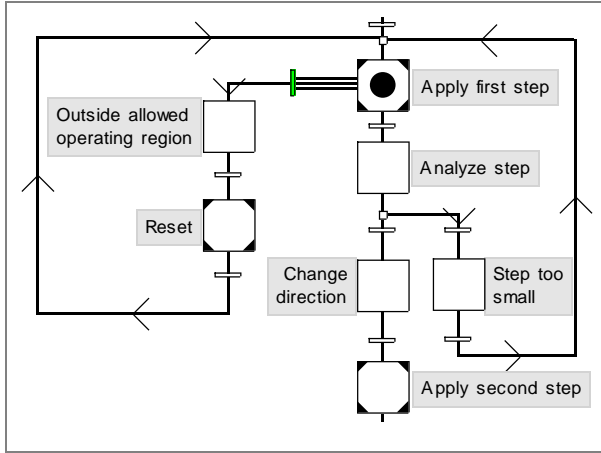 Apply first step
Outside allowed
operating region
Analyze step
Reset
Change
direction
Step too
small
Apply second step